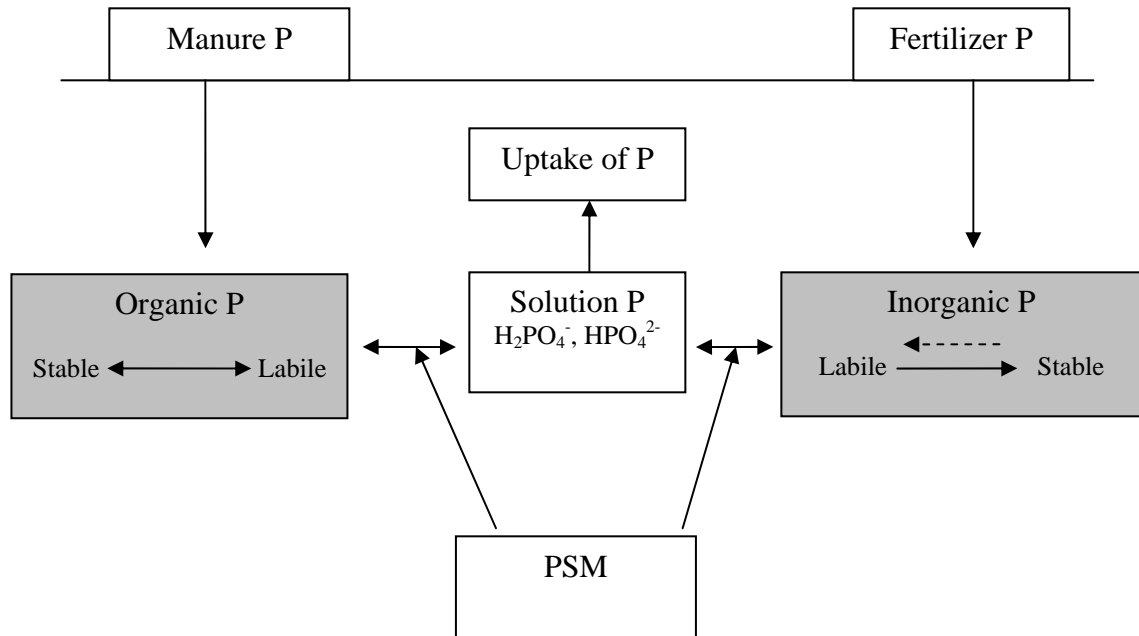 Manure P
Fertilizer P
Uptake of P
Organic P
Stable
Labile
Solution P
H₂PO₄⁻, HPO₄²⁻
Inorganic P
Labile
Stable
PSM